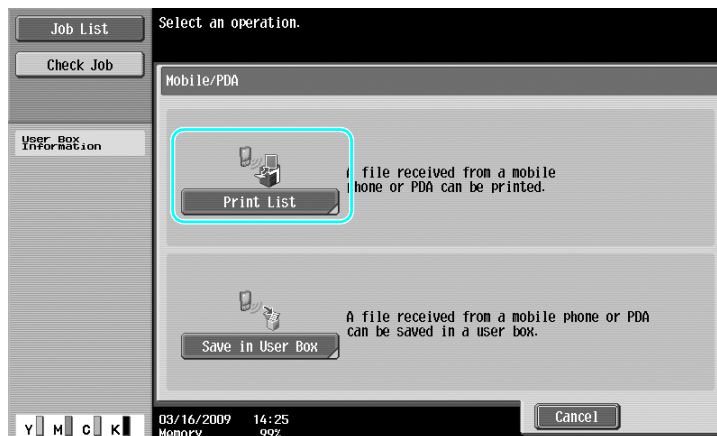 Job List
Select an operation.
Check Job
Mobile/PDA
User Box
Information
A file received from a mobile
phone or PDA can be printed.
Print List
A file received from a mobile phone or PDA
can be saved in a user box.
Save in User Box
03/16/2009 14:25
Cancel
Y M C K
Memory 99%